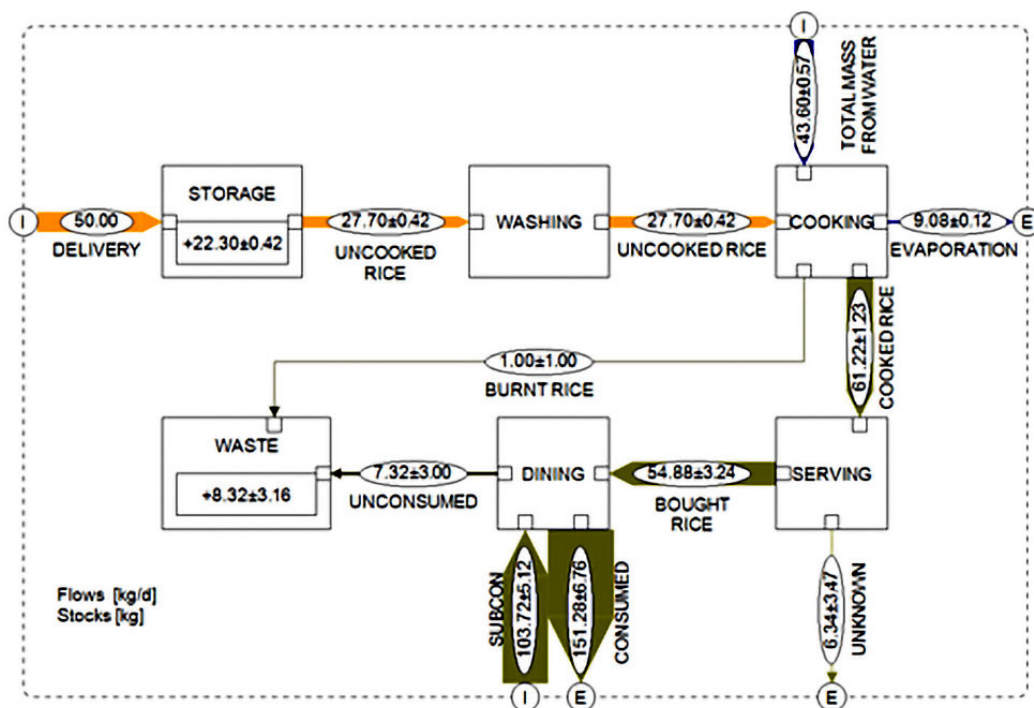 I
43.60±0.57
TOTAL MASS
FROM WATER
STORAGE
+22.30±0.42
I
50.00
DELIVERY
27.70±0.42
UNCOOKED
RICE
WASHING
27.70±0.42
UNCOOKED RICE
COOKING
9.08±0.12
EVAPORATION
E
1.00±1.00
BURNT RICE
61.22±1.23
COOKED RICE
WASTE
+8.32±3.16
7.32±3.00
UNCONSUMED
DINING
54.88±3.24
BOUGHT
RICE
SERVING
Flows [kg/d]
Stocks [kg]
SUBCON
103.72±5.12
151.28±6.76
CONSUMED
6.34±3.47
UNKNOWN
I
E
E